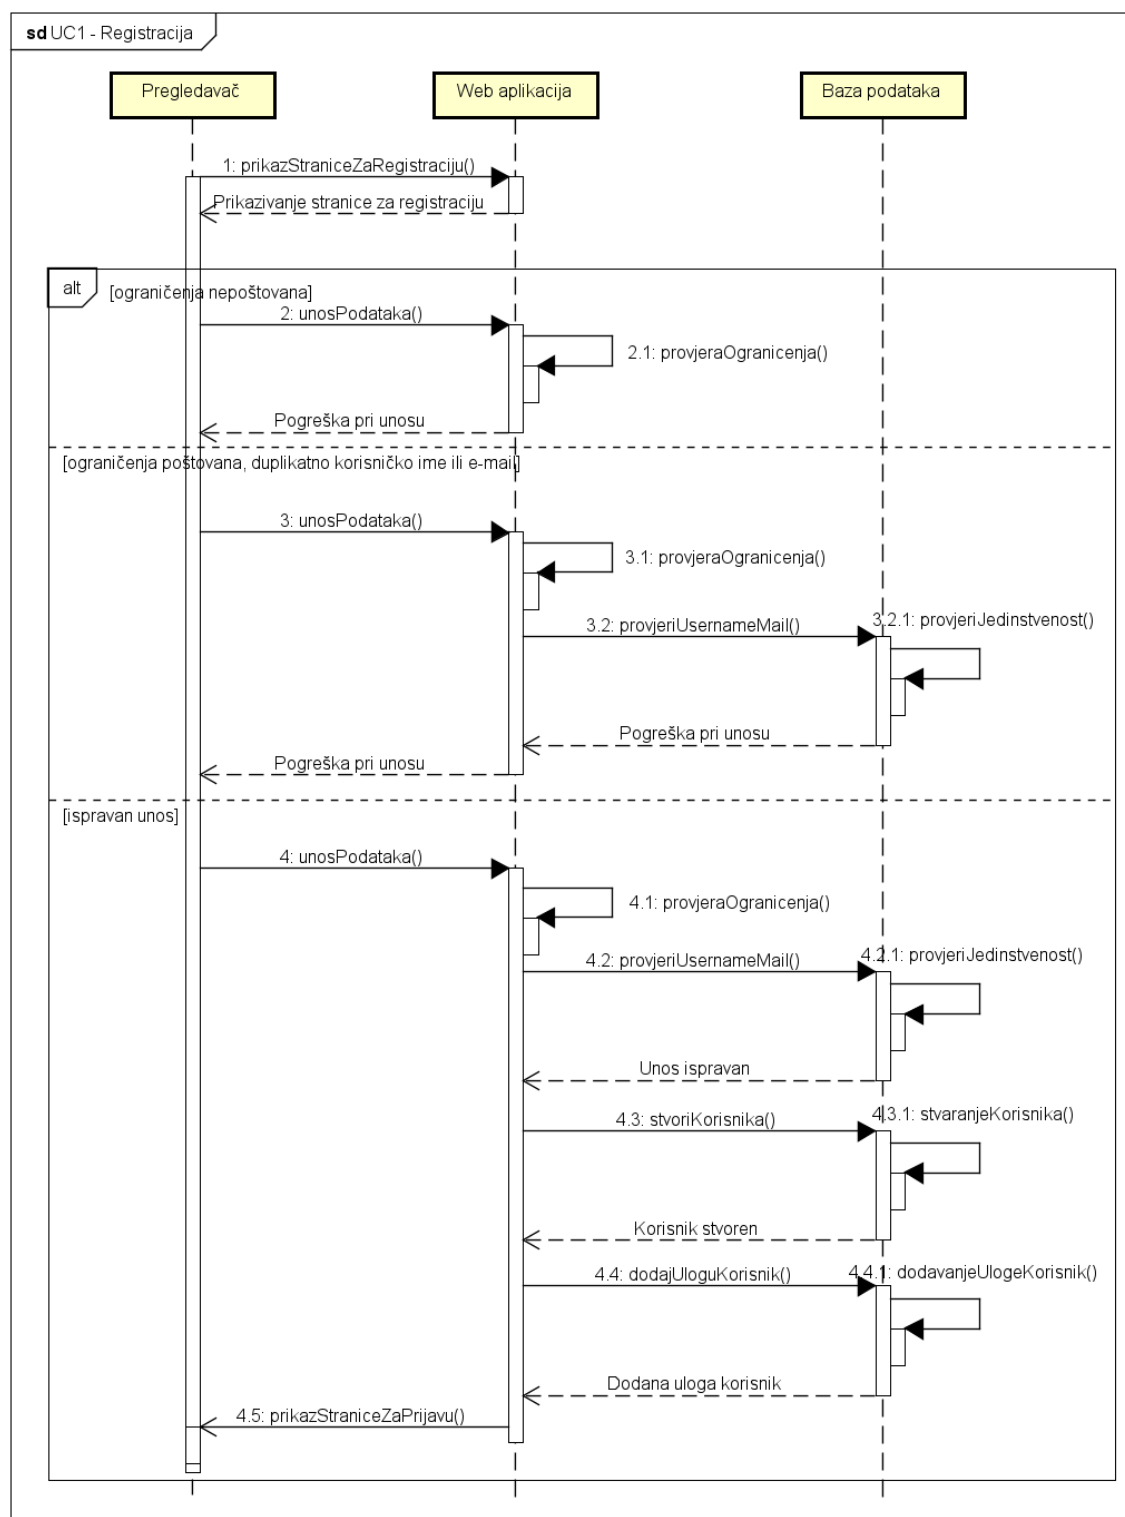 sd UC1 - Registracija
Pregledavač
Web aplikacija
Baza podataka
1: prikazStraniceZaRegistraciju()
Prikazivanje stranice za registraciju
alt
[ograničenja nepoštovana]
2: unosPodataka()
2.1: provjeraOgranicenja()
Pogreška pri unosu
[ograničenja poštovana, duplikatno korisničko ime ili e-mail]
3: unosPodataka()
3.1: provjeraOgranicenja()
3.2: provjeriUsernameMail()
3.2.1: provjeriJedinstvenost()
Pogreška pri unosu
Pogreška pri unosu
[ispravan unos]
4: unosPodataka()
4.1: provjeraOgranicenja()
4.2: provjeriUsernameMail()
4.2.1: provjeriJedinstvenost()
Unos ispravan
4.3: stvoriKorisnika()
4.3.1: stvaranjeKorisnika()
Korisnik stvoren
4.4: dodajUloguKorisnik()
4.4.1: dodavanjeUlogeKorisnik()
Dodana uloga korisnik
4.5: prikazStraniceZaPrijavu()